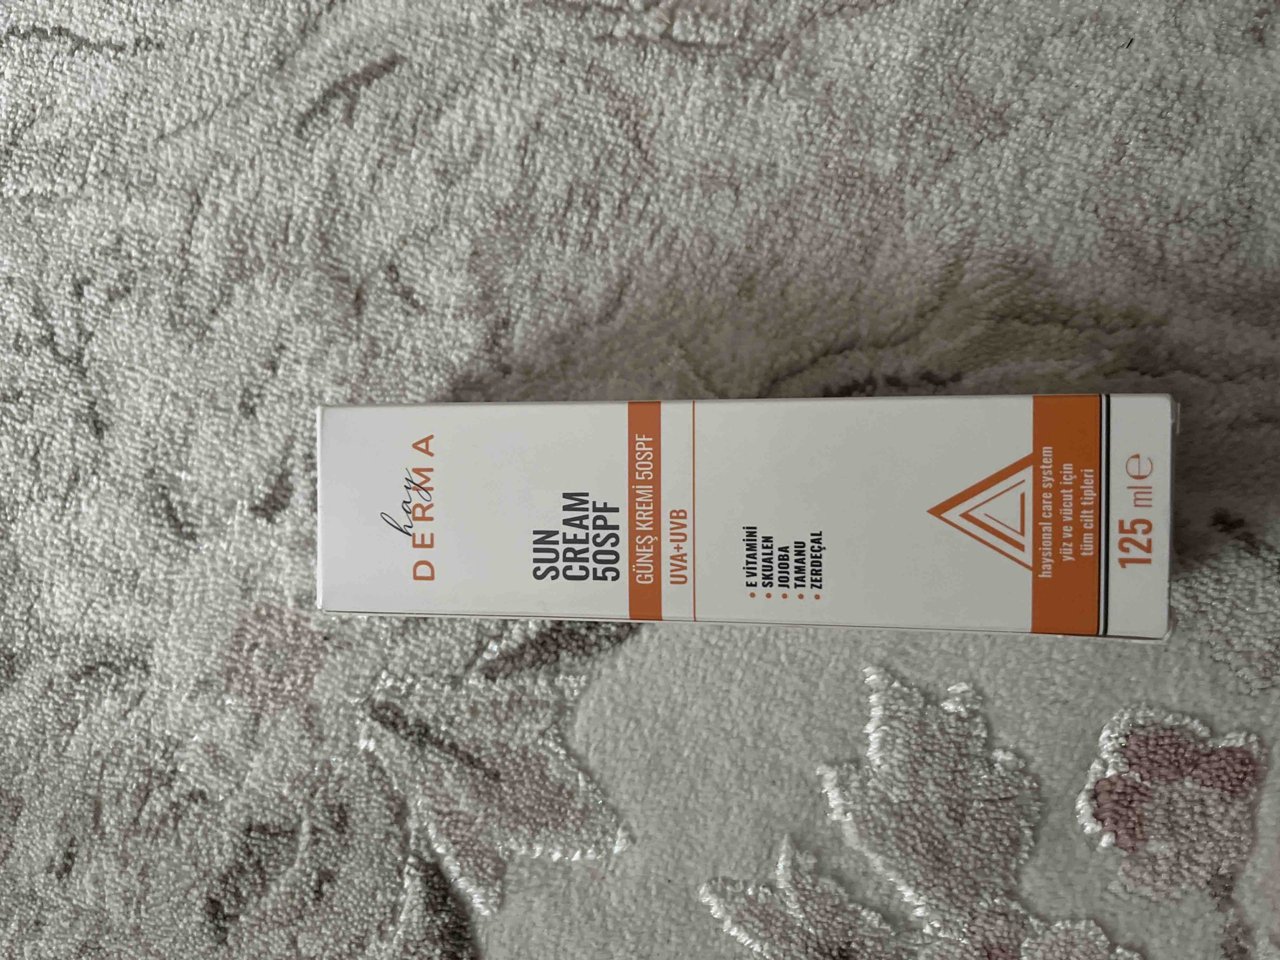 hay
DERMA
SUN
CREAM
50SPF
GÜNEŞ KREMİ 50SPF
UVA+UVB
• E VİTAMİNİ
• SKUALEN
• JOJOBA
• TAMANU
• ZERDEÇAL
haysional care system
yüz ve vücut için
tüm cilt tipleri
125 ml e